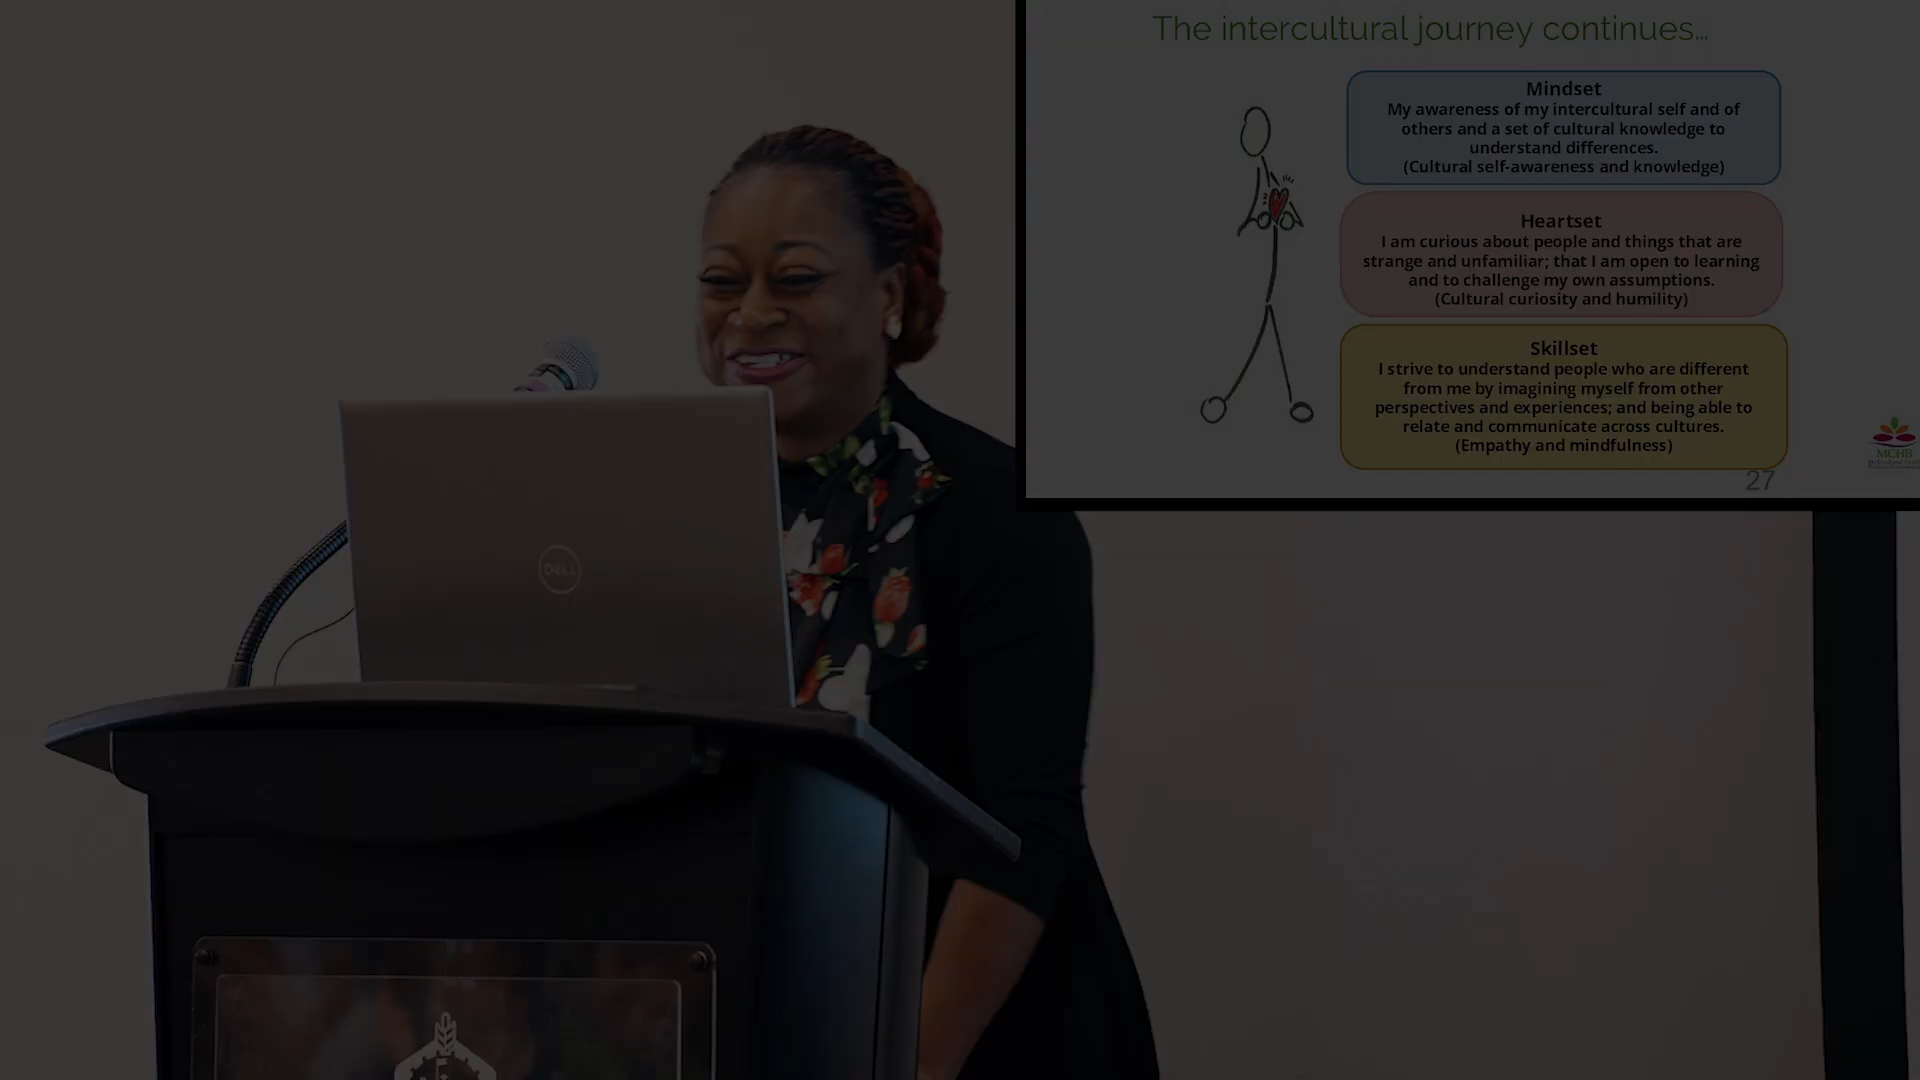 The intercultural journey continues...
Mindset
My awareness of my intercultural self and of
others and a set of cultural knowledge to
understand differences.
(Cultural self-awareness and knowledge)
Heartset
I am curious about people and things that are
strange and unfamiliar; that I am open to learning
and to challenge my own assumptions.
(Cultural curiosity and humility)
Skillset
I strive to understand people who are different
from me by imagining myself from other
perspectives and experiences; and being able to
relate and communicate across cultures.
(Empathy and mindfulness)
MCHB
27
DELL